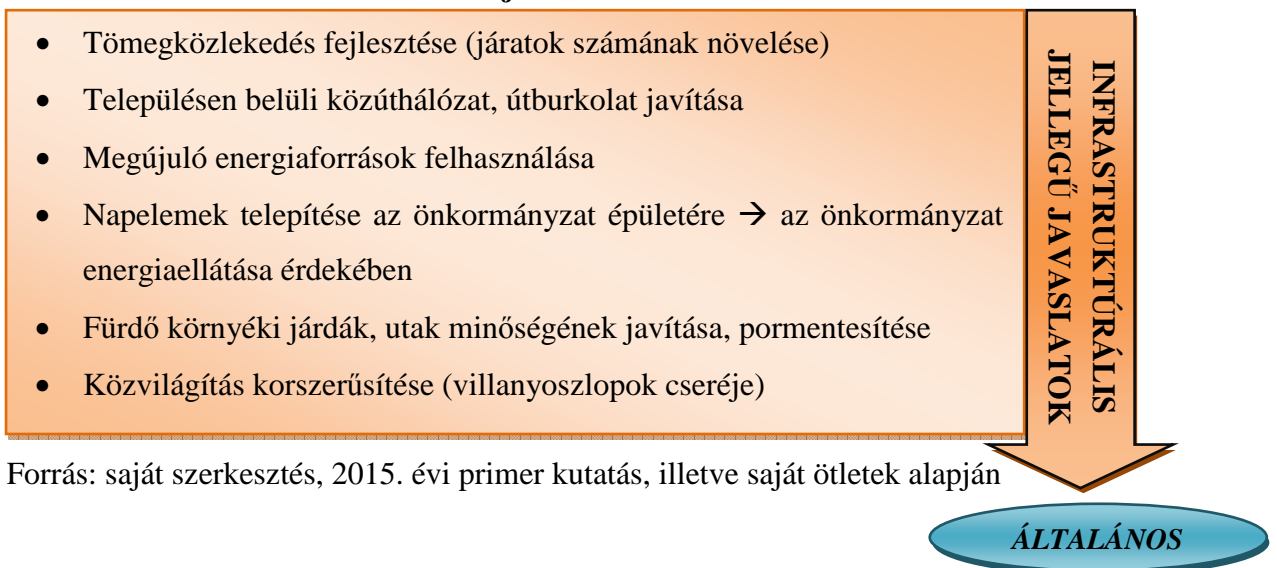 • Tömegközlekedés fejlesztése (járatok számának növelése)
• Településen belüli közúthálózat, útburkolat javítása
• Megújuló energiaforrások felhasználása
• Napelemek telepítése az önkormányzat épületére → az önkormányzat
energiaellátása érdekében
• Fürdő környéki járdák, utak minőségének javítása, pormentesítése
• Közvilágítás korszerűsítése (villanyoszlopok cseréje)
INFRASTRUKTÚRÁLIS
JELLEGŰ JAVASLATOK
Forrás: saját szerkesztés, 2015. évi primer kutatás, illetve saját ötletek alapján
ÁLTALÁNOS